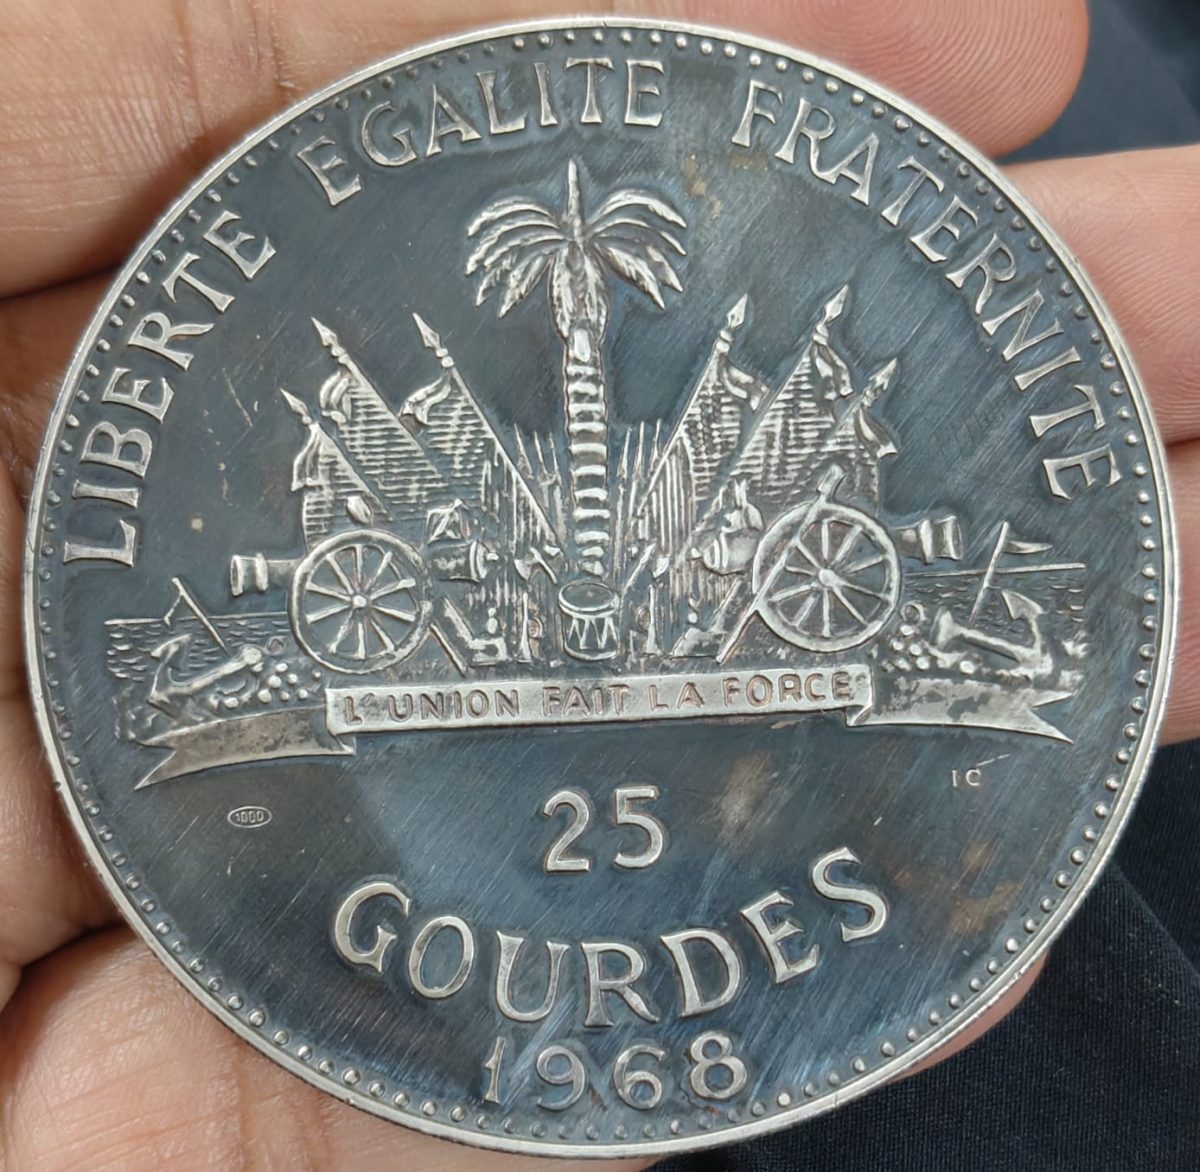 LIBERTE EGALITE FRATERNITE
L'UNION FAIT LA FORCE
1000
IC
25
GOURDES
1968